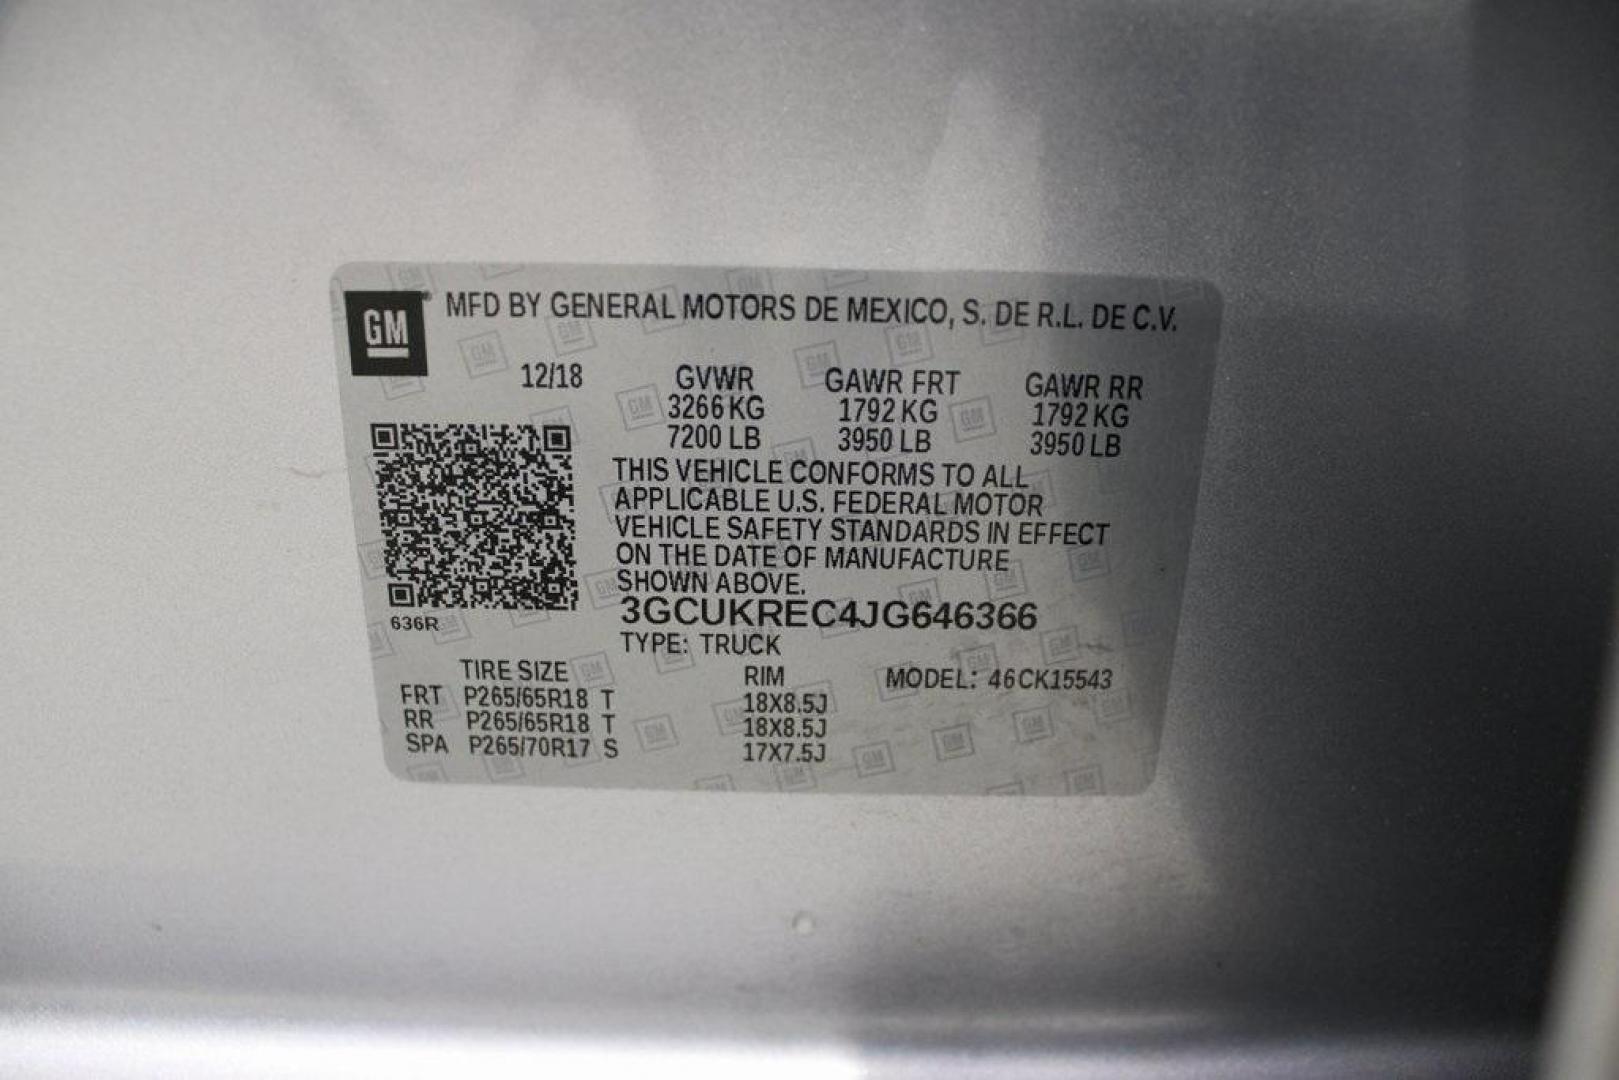 GM MFD BY GENERAL MOTORS DE MEXICO, S. DE R.L. DE C.V.
12/18 GVWR GAWR FRT GAWR RR
3266 KG 1792 KG 1792 KG
7200 LB 3950 LB 3950 LB
THIS VEHICLE CONFORMS TO ALL
APPLICABLE U.S. FEDERAL MOTOR
VEHICLE SAFETY STANDARDS IN EFFECT
ON THE DATE OF MANUFACTURE
SHOWN ABOVE.
3GCUKREC4JG646366
636R
TYPE: TRUCK
TIRE SIZE RIM MODEL: 46CK15543
FRT P265/65R18 T 18X8.5J
RR P265/65R18 T 18X8.5J
SPA P265/70R17 S 17X7.5J